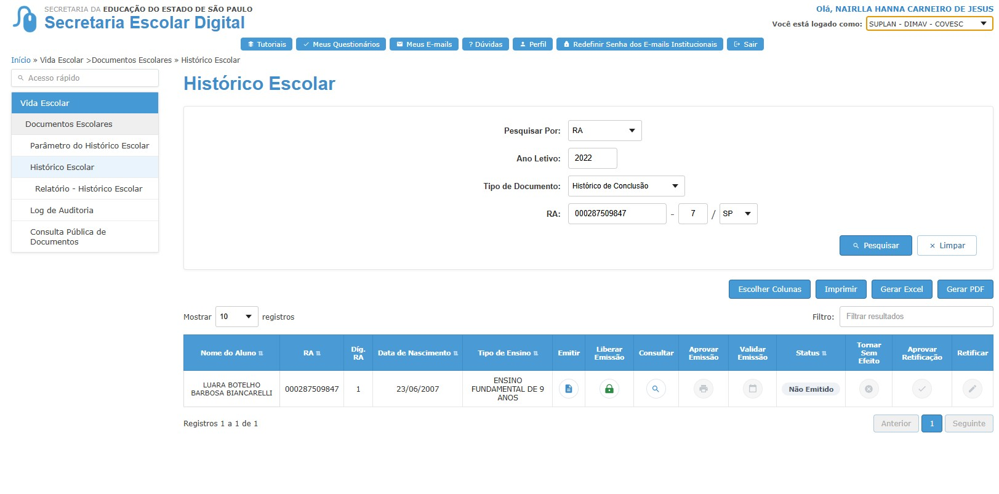 SECRETARIA DA EDUCAÇÃO DO ESTADO DE SÃO PAULO
Secretaria Escolar Digital
Olá, NAIRLLA HANNA CARNEIRO DE JESUS
Você está logado como: SUPLAN - DIMAV - COVESC
Tutoriais
Meus Questionários
Meus E-mails
? Dúvidas
Perfil
Redefinir Senha dos E-mails Institucionais
Sair
Início » Vida Escolar >Documentos Escolares » Histórico Escolar
Acesso rápido
Vida Escolar
Documentos Escolares
Parâmetro do Histórico Escolar
Histórico Escolar
Relatório - Histórico Escolar
Log de Auditoria
Consulta Pública de
Documentos
Histórico Escolar
Pesquisar Por: RA
Ano Letivo: 2022
Tipo de Documento: Histórico de Conclusão
RA: 000287509847 - 7 / SP
Pesquisar
Limpar
Escolher Colunas
Imprimir
Gerar Excel
Gerar PDF
Mostrar 10 registros
Filtro: Filtrar resultados
Nome do Aluno
RA
Díg.
RA
Data de Nascimento
Tipo de Ensino
Emitir
Liberar
Emissão
Consultar
Aprovar
Emissão
Validar
Emissão
Status
Tornar
Sem
Efeito
Aprovar
Retificação
Retificar
LUARA BOTELHO
BARBOSA BIANCARELLI
000287509847
1
23/06/2007
ENSINO
FUNDAMENTAL DE 9
ANOS
Não Emitido
Registros 1 a 1 de 1
Anterior
1
Seguinte